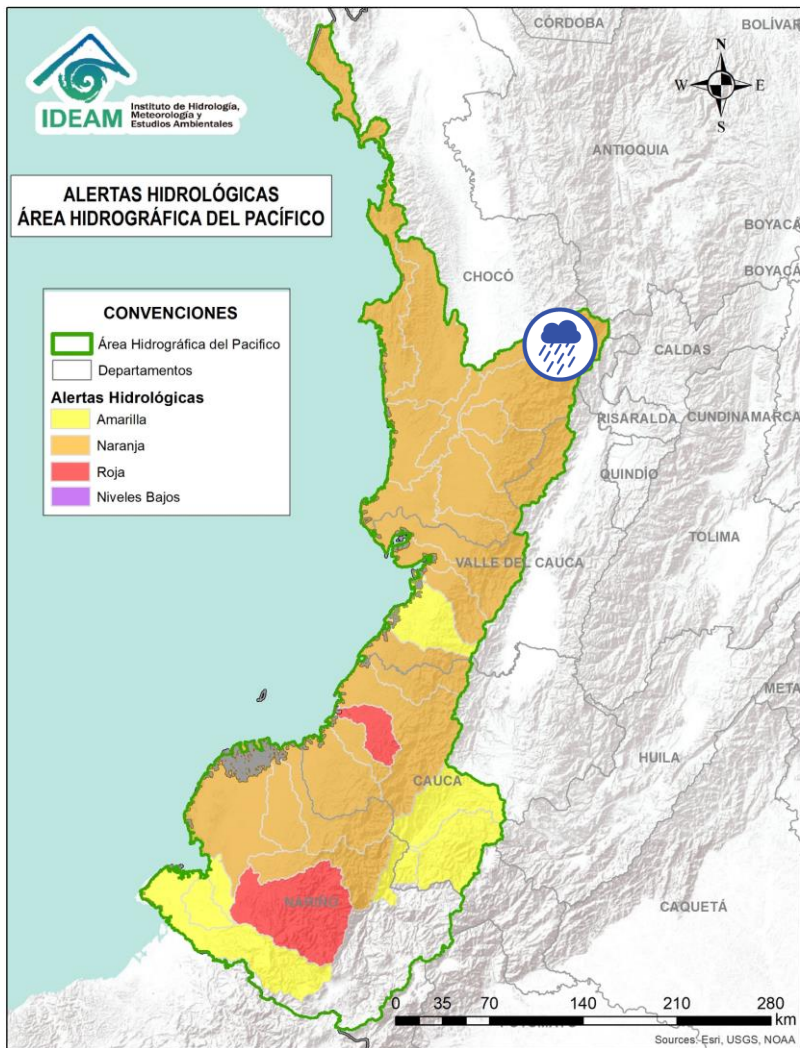 CÓRDOBA
BOLÍVAR
IDEAM
Instituto de Hidrología,
Meteorología y
Estudios Ambientales
N
W
E
S
ANTIOQUIA
ALERTAS HIDROLÓGICAS
ÁREA HIDROGRÁFICA DEL PACÍFICO
BOYACÁ
BOYACÁ
CHOCÓ
CONVENCIONES
Área Hidrográfica del Pacifico
Departamentos
Alertas Hidrológicas
Amarilla
Naranja
Roja
Niveles Bajos
CALDAS
RISARALDA
CUNDINAMARCA
QUINDÍO
TOLIMA
VALLE DEL CAUCA
META
HUILA
CAUCA
NARIÑO
CAQUETÁ
0 35 70 140 210 280
km
Sources: Esri, USGS, NOAA